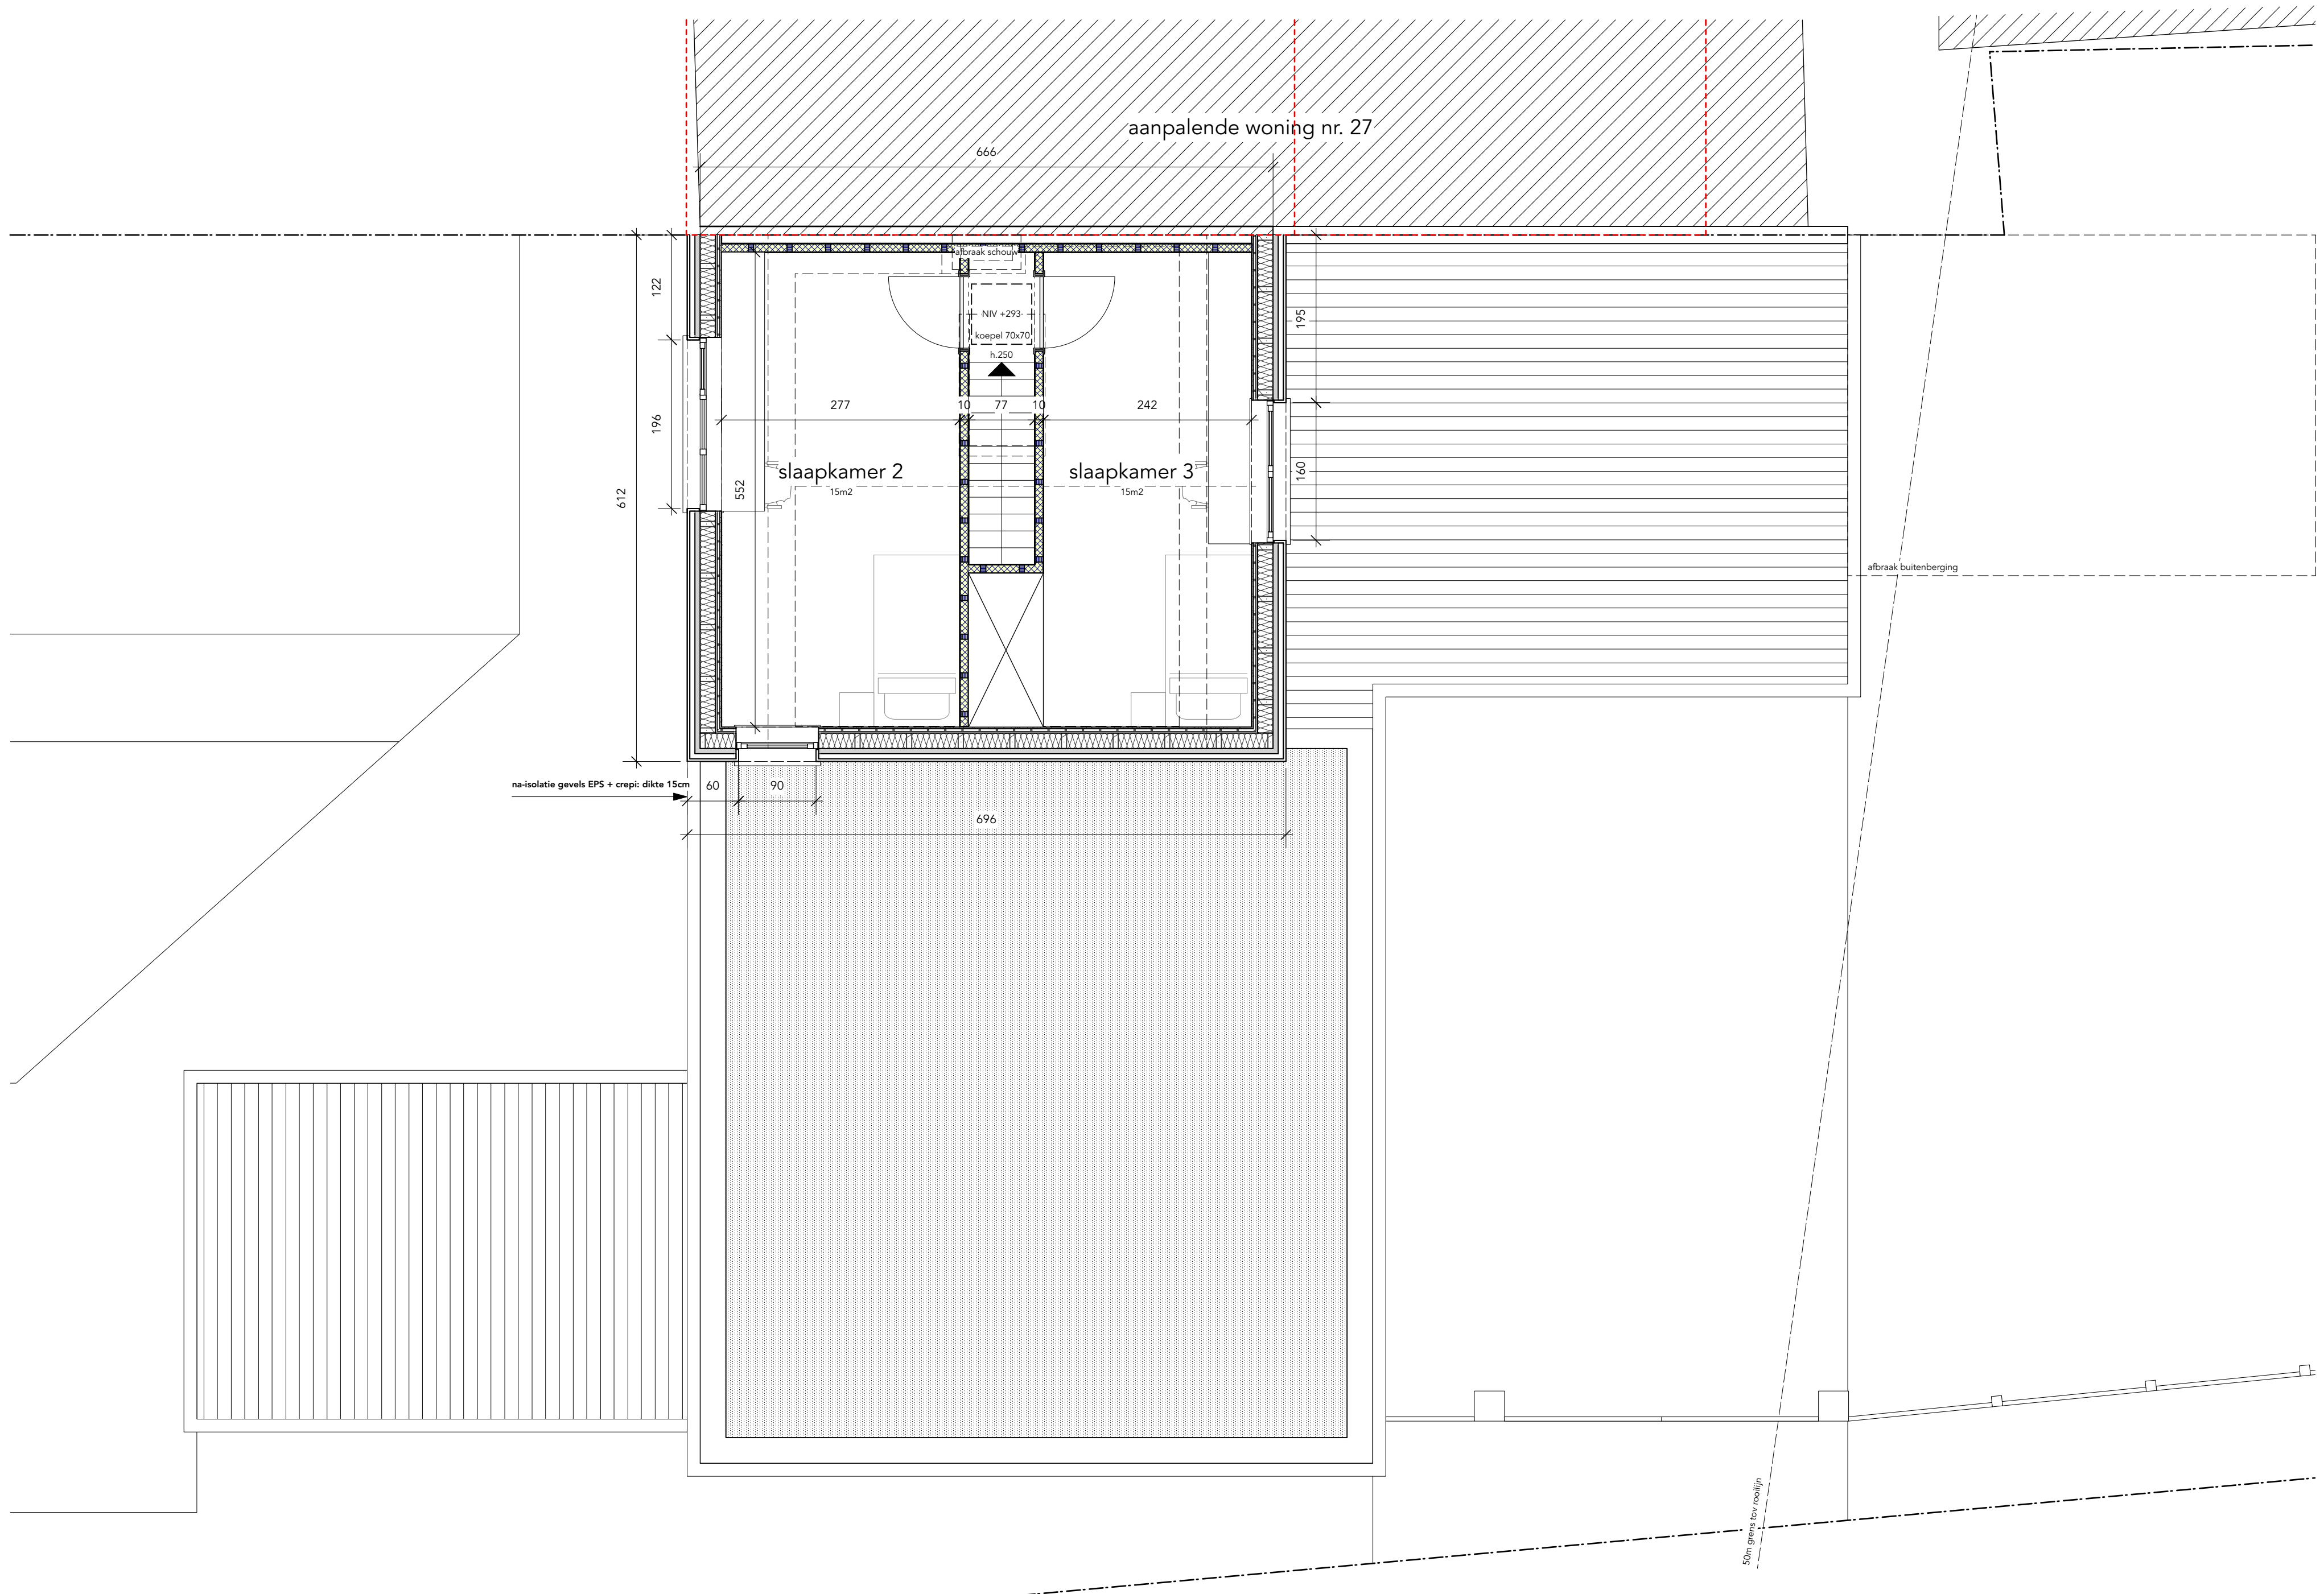 aanpalende woning nr. 27
666
afbraak schouw
122
NIV +293
koepel 70x70
h.250
195
277
10
77
10
242
196
slaapkamer 2
15m2
slaapkamer 3
15m2
160
552
612
afbraak buitenberging
na-isolatie gevels EPS + crepi: dikte 15cm
60
90
696
50m grens tov rooilijn